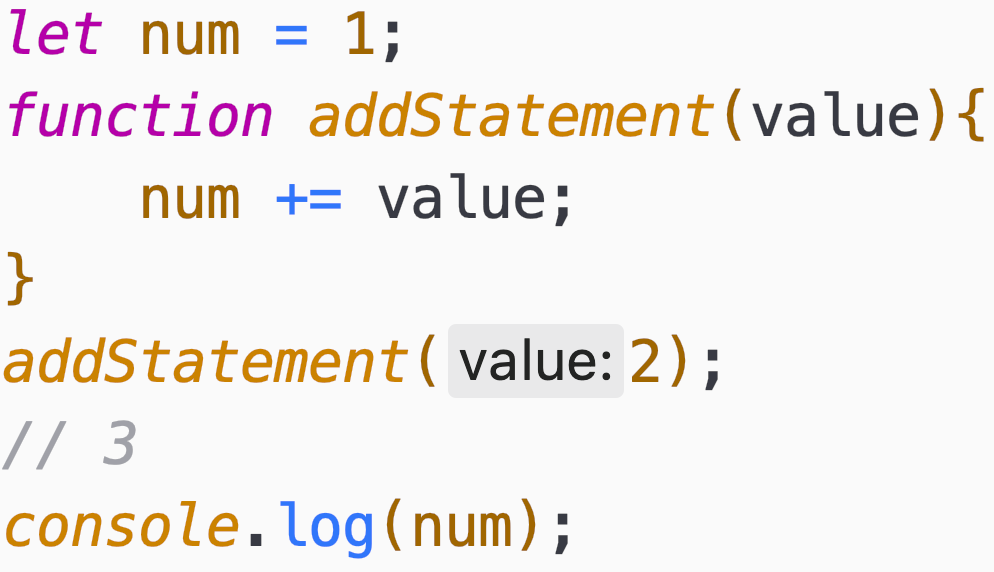 let num = 1;
function addStatement(value){
    num += value;
}
addStatement( value: 2);
// 3
console.log(num);